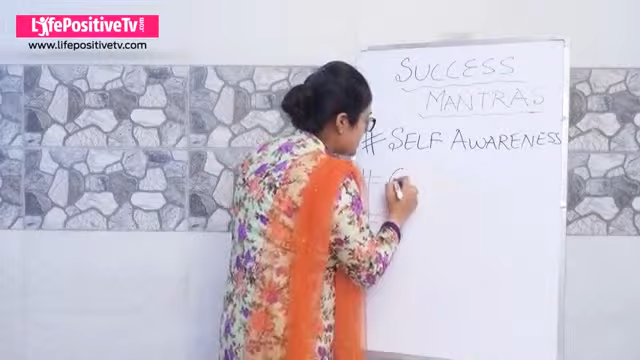 LifePositiveTv.com
www.lifepositivetv.com
SUCCESS
MANTRAS
# SELF AWARENESS
#